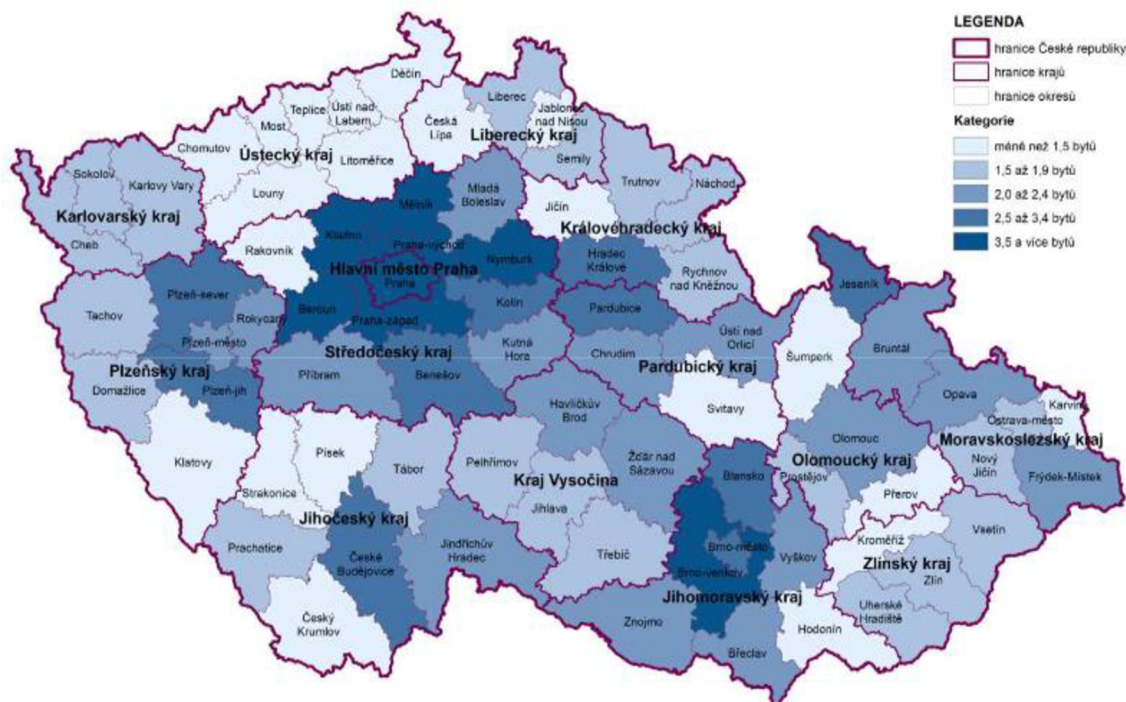 LEGENDA
hranice České republiky
hranice krajů
hranice okresů
Kategorie
méně než 1,5 bytů
1,5 až 1,9 bytů
2,0 až 2,4 bytů
2,5 až 3,4 bytů
3,5 a více bytů
Děčín
Liberec
Teplice
Ústí nad
Labem
Jablonec
nad Nisou
Most
Česká
Lípa
Liberecký kraj
Chomutov
Ústecký kraj
Litoměřice
Semily
Sokolov
Karlovy Vary
Louny
Mladá
Boleslav
Trutnov
Náchod
Karlovarský kraj
Mělník
Jičín
Královéhradecký kraj
Cheb
Rakovník
Kladno
Praha-východ
Nymburk
Hradec
Králové
Hlavní město Praha
Praha
Rychnov
nad Kněžnou
Jeseník
Plzeň-sever
Beroun
Kolín
Pardubice
Tachov
Rokycany
Praha-západ
Plzeň-město
Středočeský kraj
Kutná
Hora
Chrudim
Ústí nad
Orlicí
Šumperk
Bruntál
Plzeňský kraj
Příbram
Benešov
Pardubický kraj
Domažlice
Plzeň-jih
Svitavy
Opava
Karviná
Havlíčkův
Brod
Ostrava-město
Moravskoslezský kraj
Klatovy
Písek
Tábor
Pelhřimov
Žďár nad
Sázavou
Olomouc
Olomoucký kraj
Nový
Jičín
Frýdek-Místek
Strakonice
Kraj Vysočina
Blansko
Prostějov
Přerov
Jihočeský kraj
Jihlava
Vsetín
Prachatice
České
Budějovice
Jindřichův
Hradec
Třebíč
Brno-město
Vyškov
Kroměříž
Zlínský kraj
Zlín
Brno-venkov
Jihomoravský kraj
Český
Krumlov
Znojmo
Hodonín
Uherské
Hradiště
Břeclav